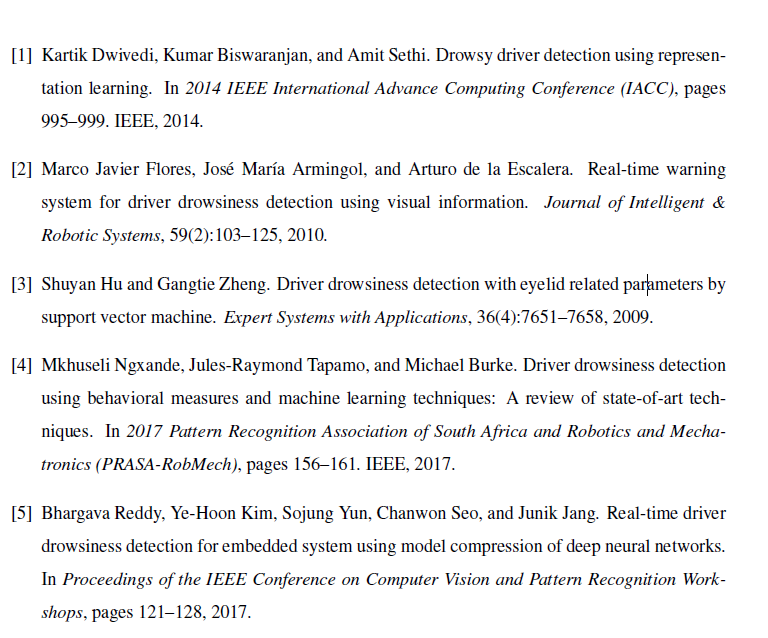 [1] Kartik Dwivedi, Kumar Biswaranjan, and Amit Sethi. Drowsy driver detection using represen-
tation learning. In 2014 IEEE International Advance Computing Conference (IACC), pages
995–999. IEEE, 2014.
[2] Marco Javier Flores, José María Armingol, and Arturo de la Escalera. Real-time warning
system for driver drowsiness detection using visual information. Journal of Intelligent &
Robotic Systems, 59(2):103–125, 2010.
[3] Shuyan Hu and Gangtie Zheng. Driver drowsiness detection with eyelid related parameters by
support vector machine. Expert Systems with Applications, 36(4):7651–7658, 2009.
[4] Mkhuseli Ngxande, Jules-Raymond Tapamo, and Michael Burke. Driver drowsiness detection
using behavioral measures and machine learning techniques: A review of state-of-art tech-
niques. In 2017 Pattern Recognition Association of South Africa and Robotics and Mecha-
tronics (PRASA-RobMech), pages 156–161. IEEE, 2017.
[5] Bhargava Reddy, Ye-Hoon Kim, Sojung Yun, Chanwon Seo, and Junik Jang. Real-time driver
drowsiness detection for embedded system using model compression of deep neural networks.
In Proceedings of the IEEE Conference on Computer Vision and Pattern Recognition Work-
shops, pages 121–128, 2017.